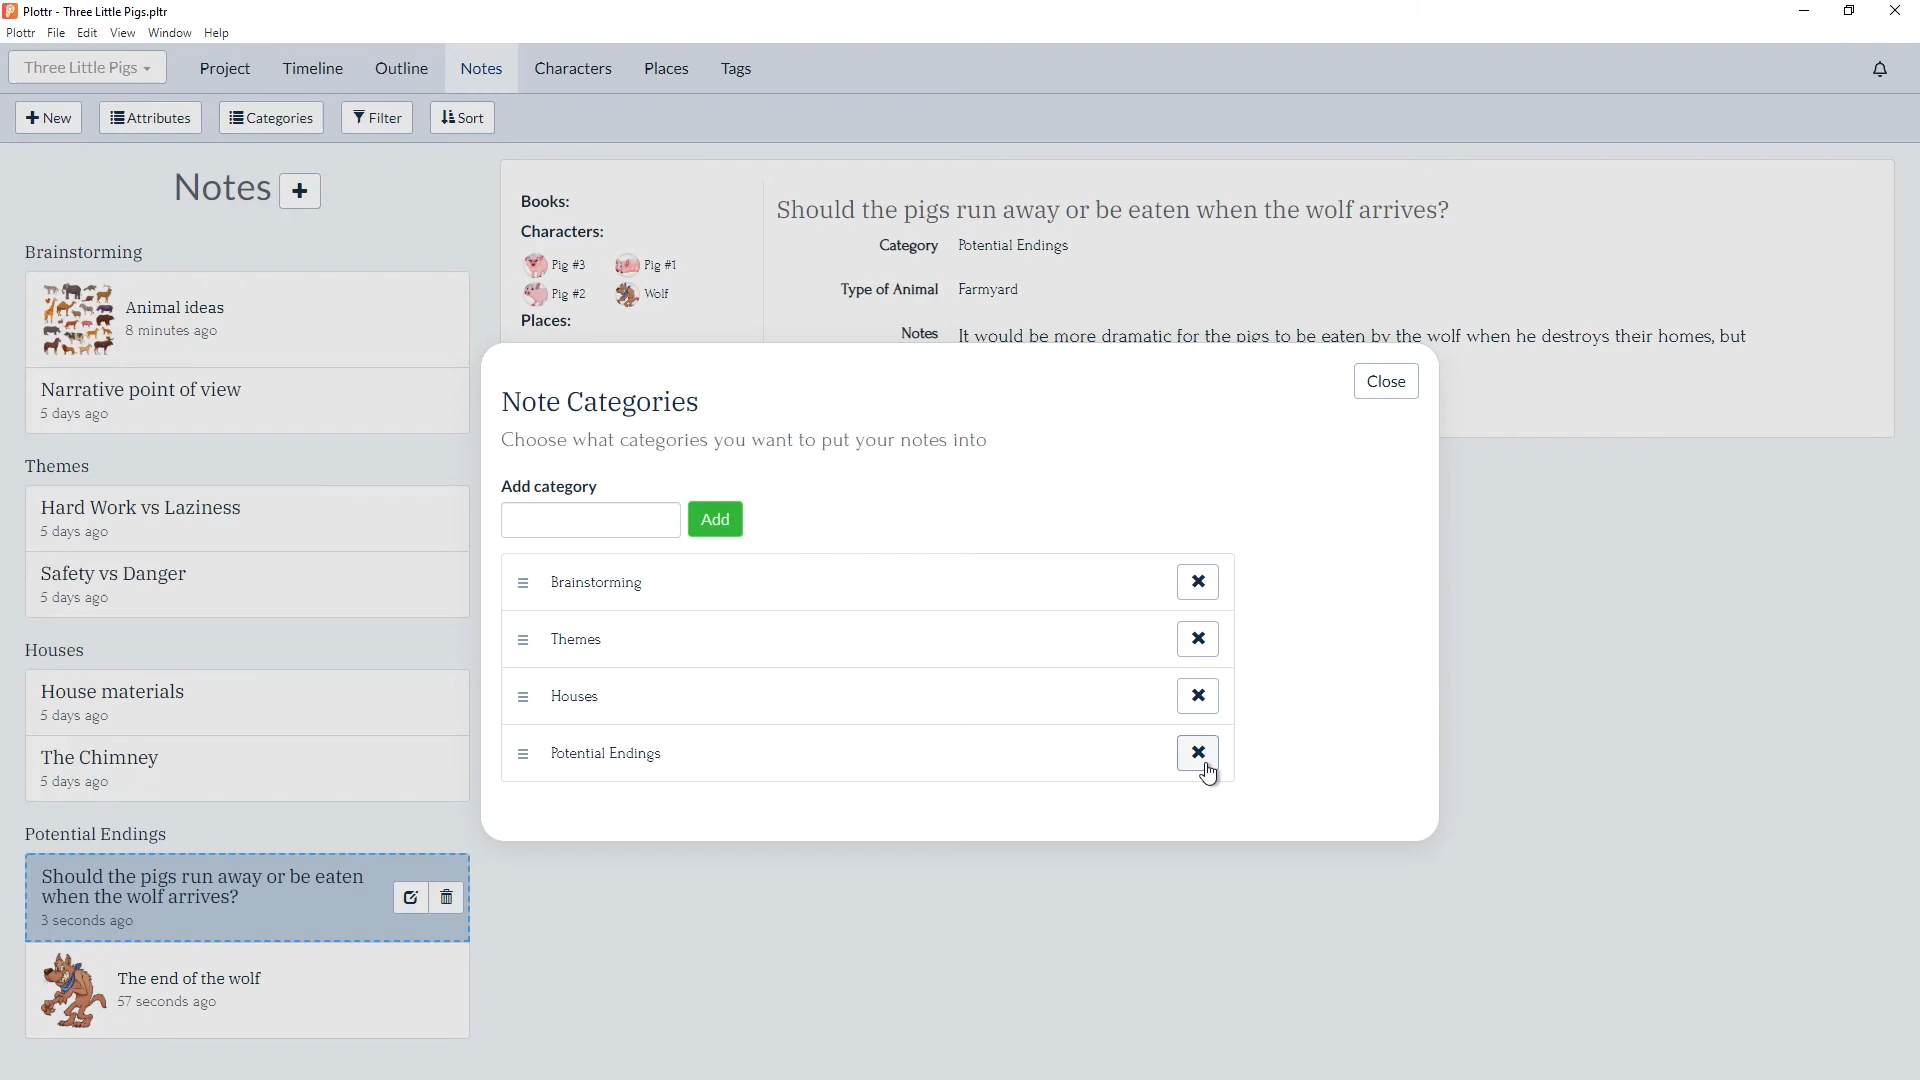 Plottr - Three Little Pigs.pltr
Plottr File Edit View Window Help
Three Little Pigs Project Timeline Outline Notes Characters Places Tags
New Attributes Categories Filter Sort
Notes
Brainstorming
Animal ideas
8 minutes ago
Narrative point of view
5 days ago
Themes
Hard Work vs Laziness
5 days ago
Safety vs Danger
5 days ago
Houses
House materials
5 days ago
The Chimney
5 days ago
Potential Endings
Should the pigs run away or be eaten
when the wolf arrives?
3 seconds ago
The end of the wolf
57 seconds ago
Books:
Characters:
Pig #3 Pig #1
Pig #2 Wolf
Places:
Should the pigs run away or be eaten when the wolf arrives?
Category Potential Endings
Type of Animal Farmyard
Notes It would be more dramatic for the pigs to be eaten by the wolf when he destroys their homes, but
Close
Note Categories
Choose what categories you want to put your notes into
Add category
Add
Brainstorming
Themes
Houses
Potential Endings